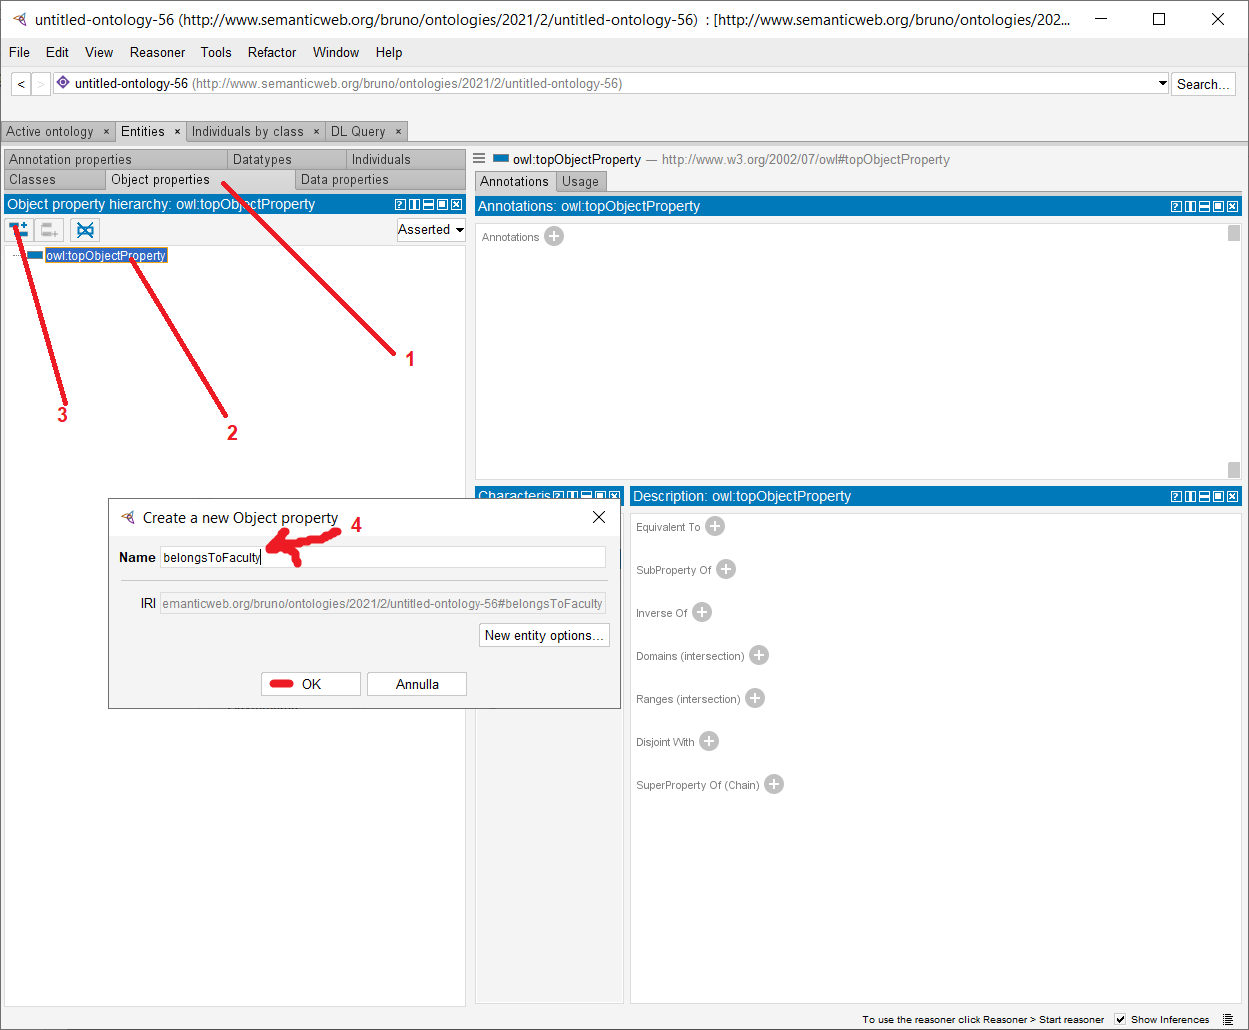 untitled-ontology-56 (http://www.semanticweb.org/bruno/ontologies/2021/2/untitled-ontology-56) : [http://www.semanticweb.org/bruno/ontologies/202...
File Edit View Reasoner Tools Refactor Window Help
< > untitled-ontology-56 (http://www.semanticweb.org/bruno/ontologies/2021/2/untitled-ontology-56) Search...
Active ontology × Entities × Individuals by class × DL Query ×
Annotation properties Datatypes Individuals
Classes Object properties Data properties
Object property hierarchy: owl:topObjectProperty
Asserted
owl:topObjectProperty
1
2
3
owl:topObjectProperty — http://www.w3.org/2002/07/owl#topObjectProperty
Annotations Usage
Annotations: owl:topObjectProperty
Annotations
Create a new Object property
4
Name belongsToFaculty
IRI emanticweb.org/bruno/ontologies/2021/2/untitled-ontology-56#belongsToFaculty
New entity options...
OK Annulla
Characteris
Description: owl:topObjectProperty
Equivalent To
SubProperty Of
Inverse Of
Domains (intersection)
Ranges (intersection)
Disjoint With
SuperProperty Of (Chain)
To use the reasoner click Reasoner > Start reasoner Show Inferences